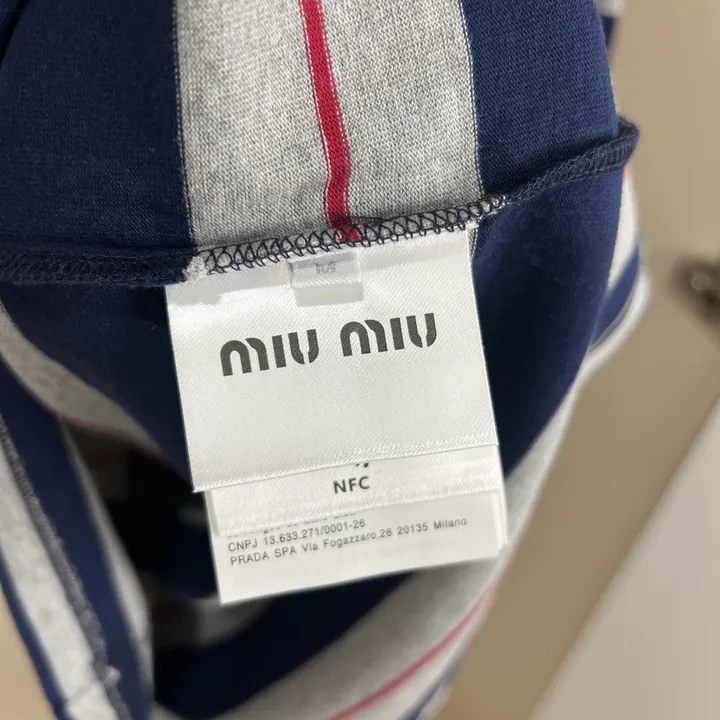 M
miu miu
NFC
CNPJ 13.633.271/0001-26
PRADA SPA Via Fogazzaro,28 20135 Milano